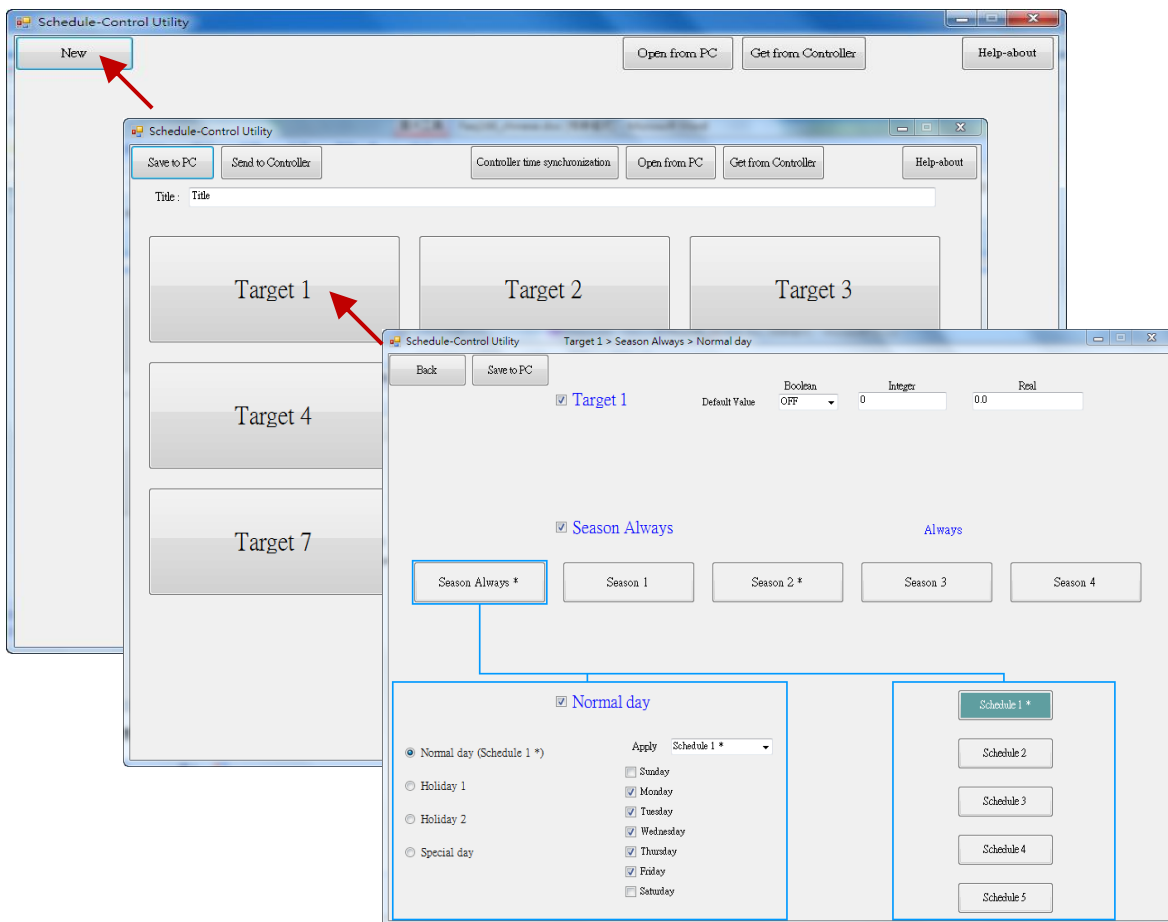 Schedule-Control Utility
New
Open from PC
Get from Controller
Help-about
Schedule-Control Utility
Save to PC
Send to Controller
Controller time synchronization
Open from PC
Get from Controller
Help-about
Title :
Title
Target 1
Target 2
Target 3
Target 4
Target 7
Schedule-Control Utility
Target 1 > Season Always > Normal day
Back
Save to PC
Target 1
Default Value
Boolean
Integer
Real
OFF
0
0.0
Season Always
Always
Season Always *
Season 1
Season 2 *
Season 3
Season 4
Normal day
Normal day (Schedule 1 *)
Holiday 1
Holiday 2
Special day
Apply
Schedule 1 *
Sunday
Monday
Tuesday
Wednesday
Thursday
Friday
Saturday
Schedule 1 *
Schedule 2
Schedule 3
Schedule 4
Schedule 5